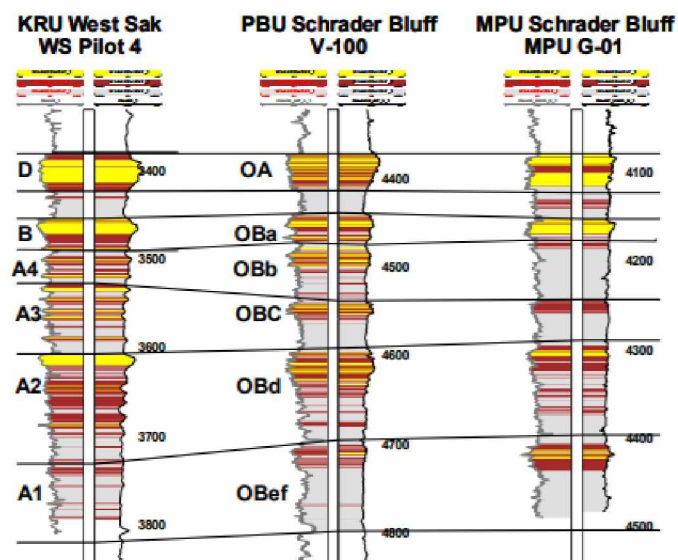 KRU West Sak
WS Pilot 4
PBU Schrader Bluff
V-100
MPU Schrader Bluff
MPU G-01
D
3400
OA
4400
4100
B
OBa
A4
3500
OBb
4500
4200
A3
OBC
3600
4600
4300
A2
OBd
3700
4700
4400
A1
OBef
3800
4800
4500